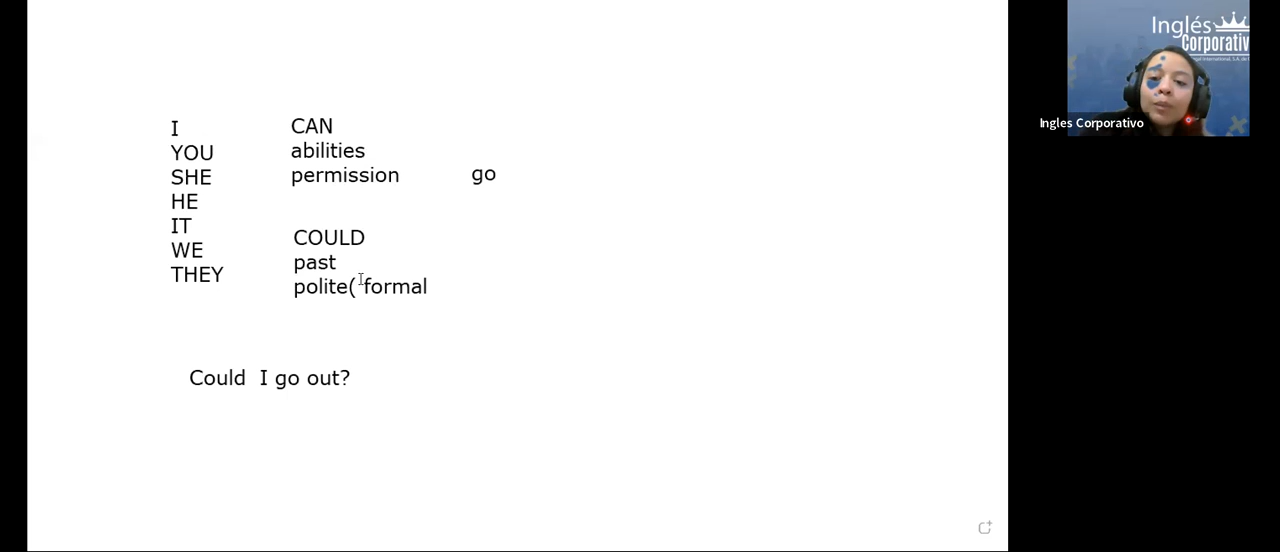 I
YOU
SHE
HE
IT
WE
THEY
CAN
abilities
permission
go
COULD
past
polite( formal
Could I go out?
Inglés
Corporativ
Ingles Corporativo